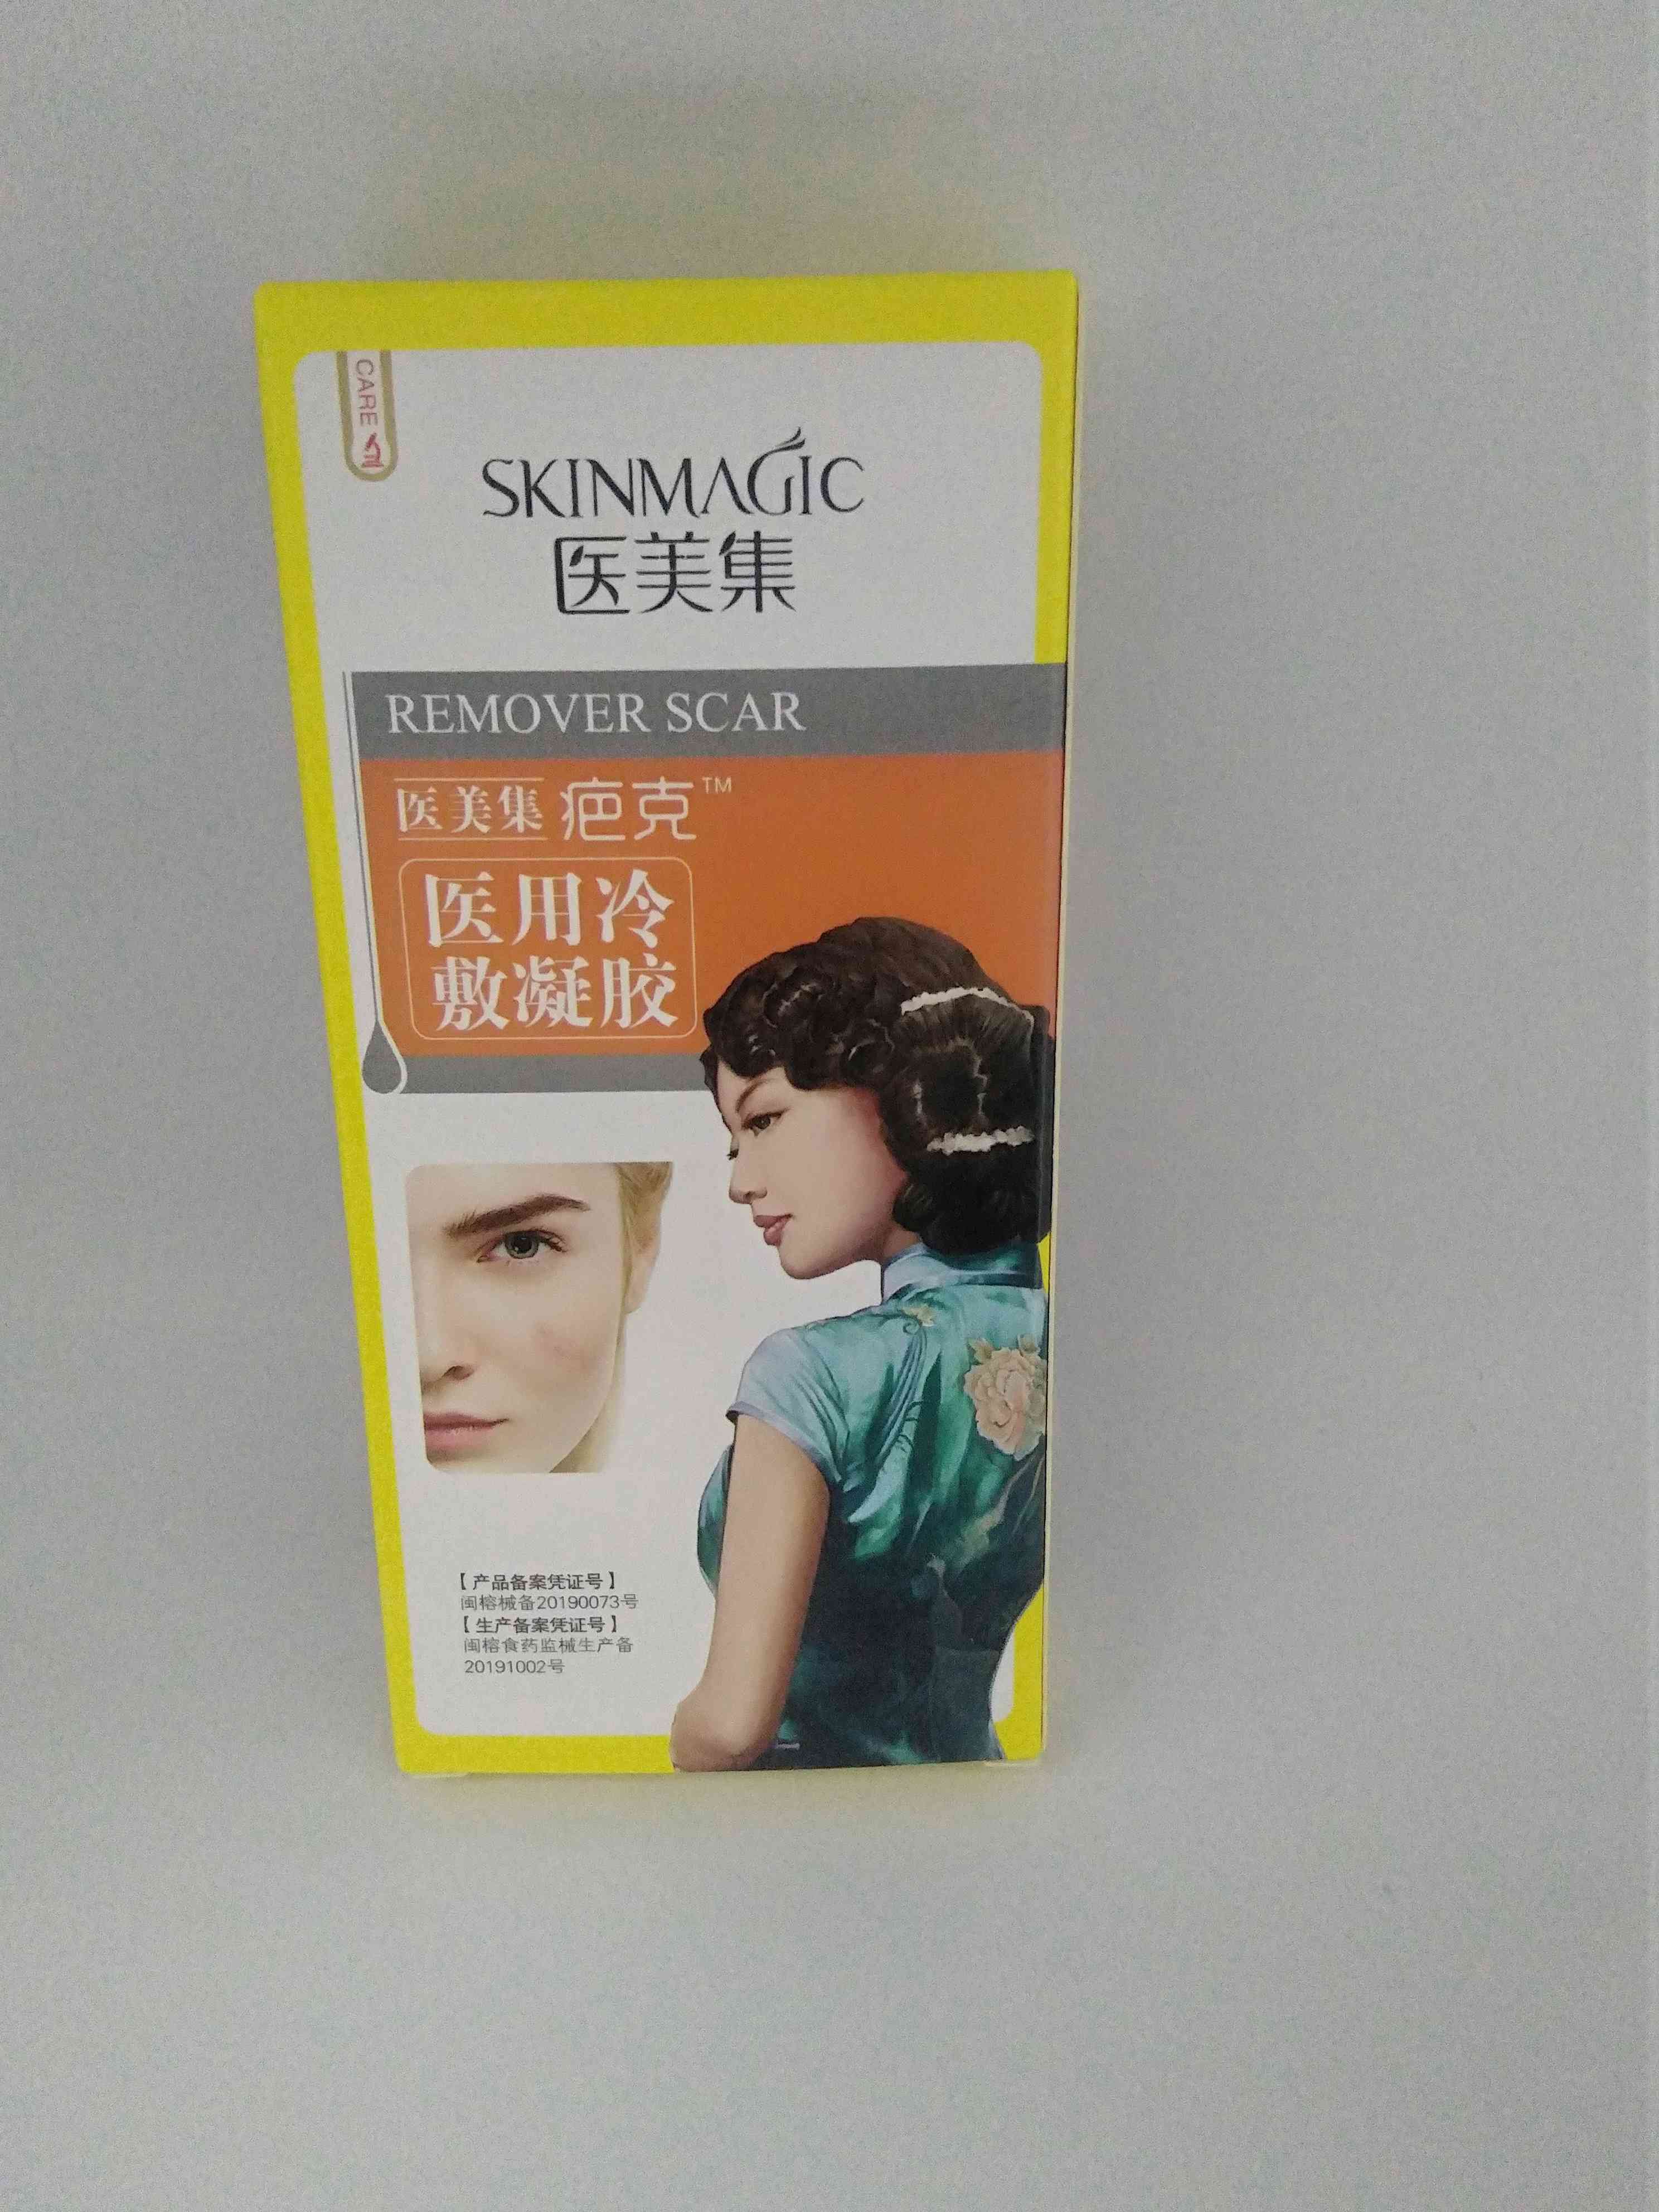 CARE
SKINMAGIC
医美集
REMOVER SCAR
医美集 疤克™
医用冷
敷凝胶
【产品备案凭证号】
闽榕械备20190073号
【生产备案凭证号】
闽榕食药监械生产备
20191002号